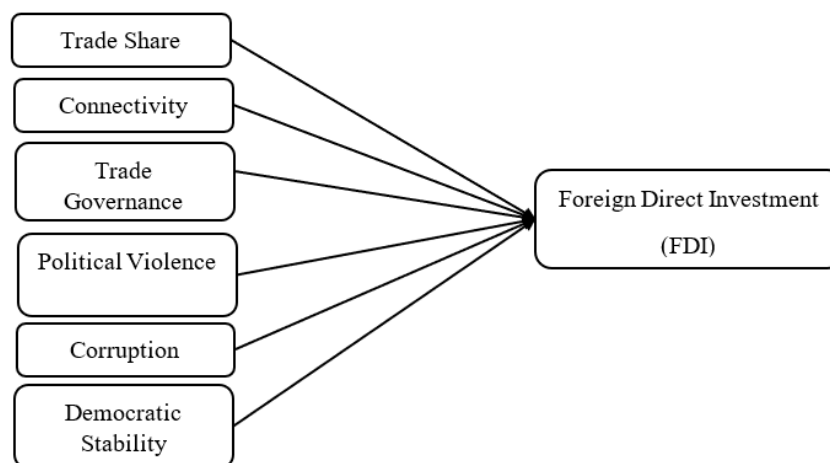 Trade Share
Connectivity
Trade
Governance
Political Violence
Corruption
Democratic
Stability
Foreign Direct Investment
(FDI)